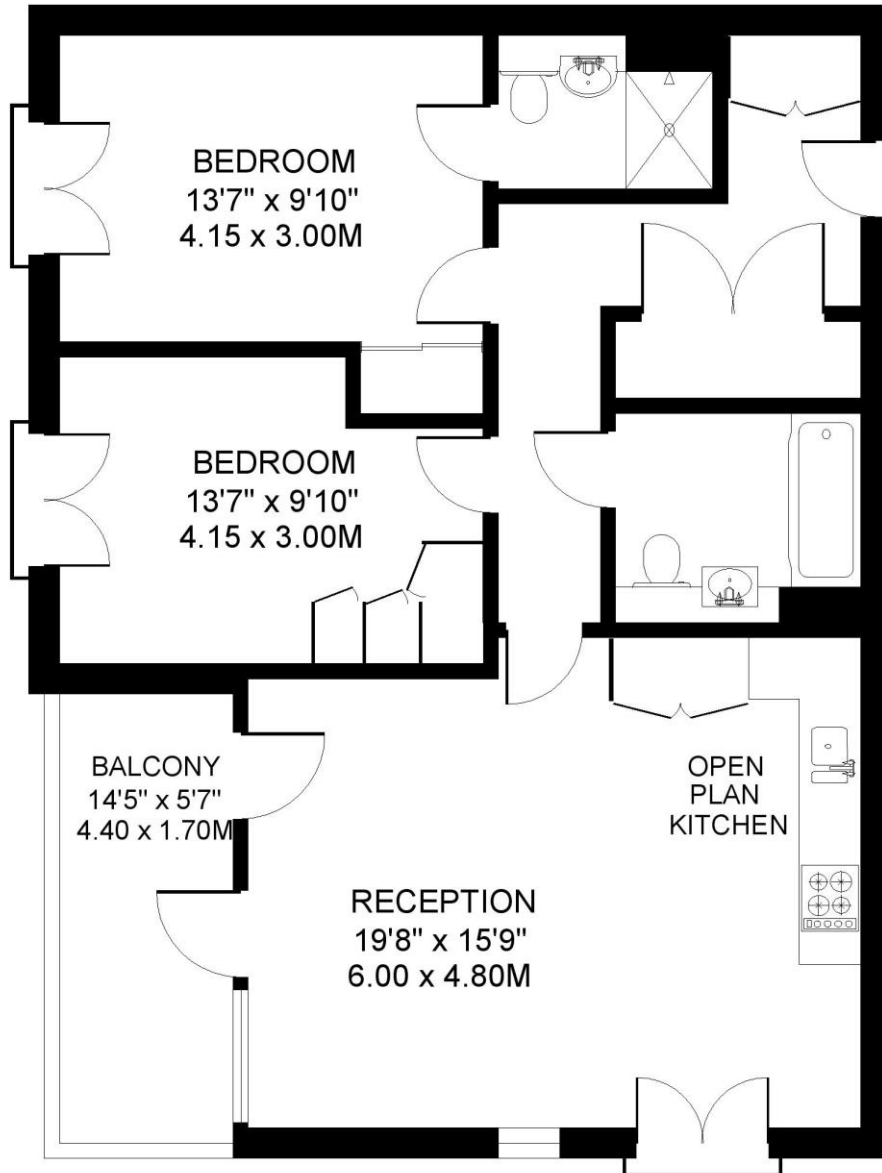 BEDROOM
13'7" x 9'10"
4.15 x 3.00M
BEDROOM
13'7" x 9'10"
4.15 x 3.00M
BALCONY
14'5" x 5'7"
4.40 x 1.70M
OPEN
PLAN
KITCHEN
RECEPTION
19'8" x 15'9"
6.00 x 4.80M